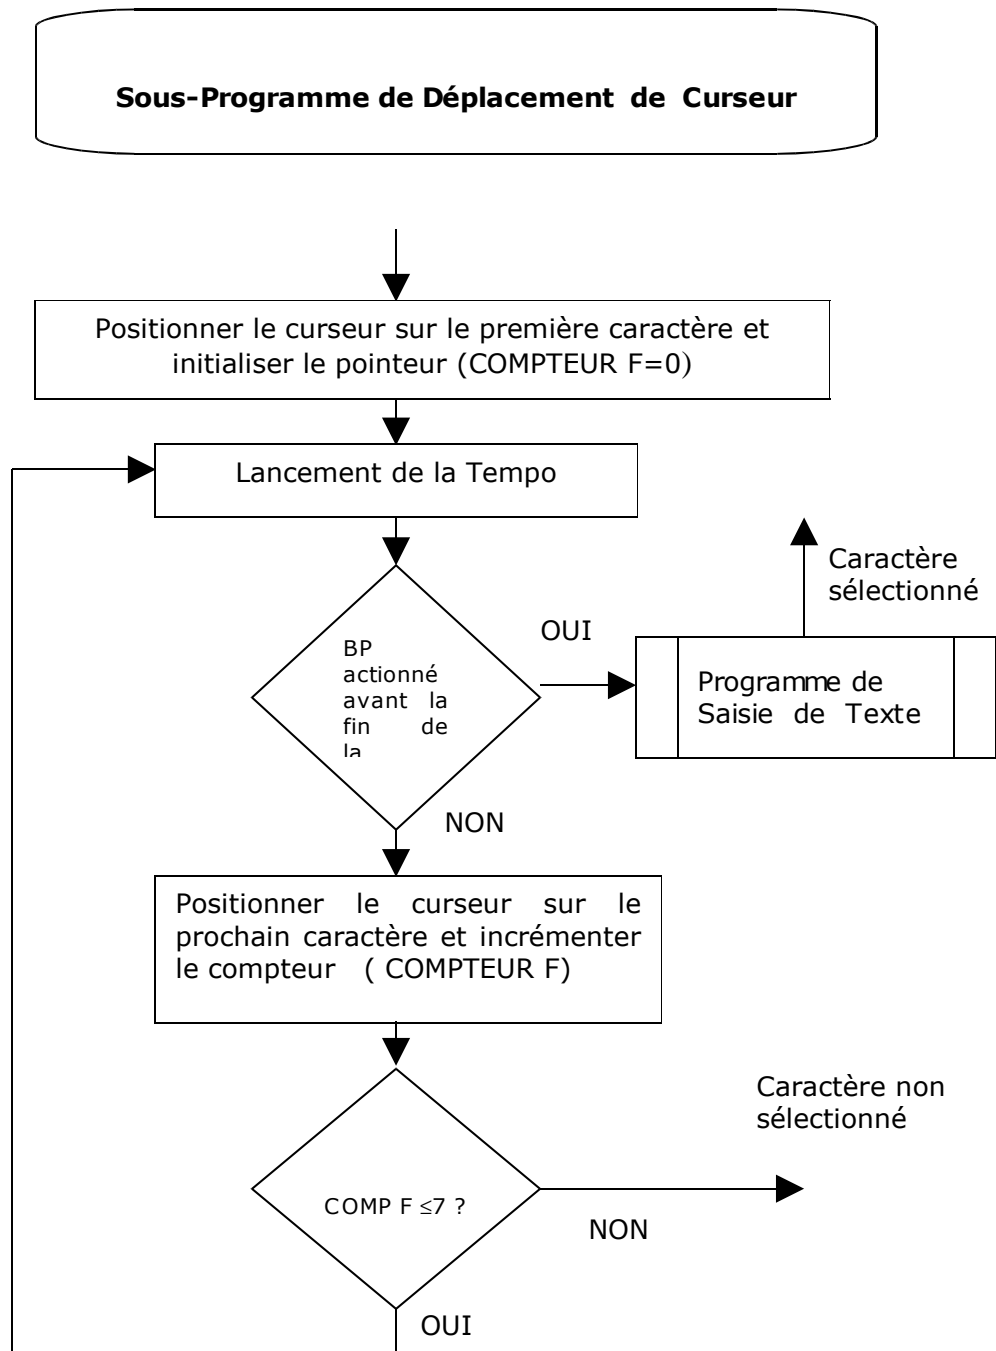 Sous-Programme de Déplacement de Curseur
Positionner le curseur sur le première caractère et
initialiser le pointeur (COMPTEUR F=0)
Lancement de la Tempo
Caractère
sélectionné
OUI
BP
actionné
avant la
fin de
la
Programme de
Saisie de Texte
NON
Positionner le curseur sur le
prochain caractère et incrémenter
le compteur ( COMPTEUR F)
Caractère non
sélectionné
COMP F ≤7 ?
NON
OUI